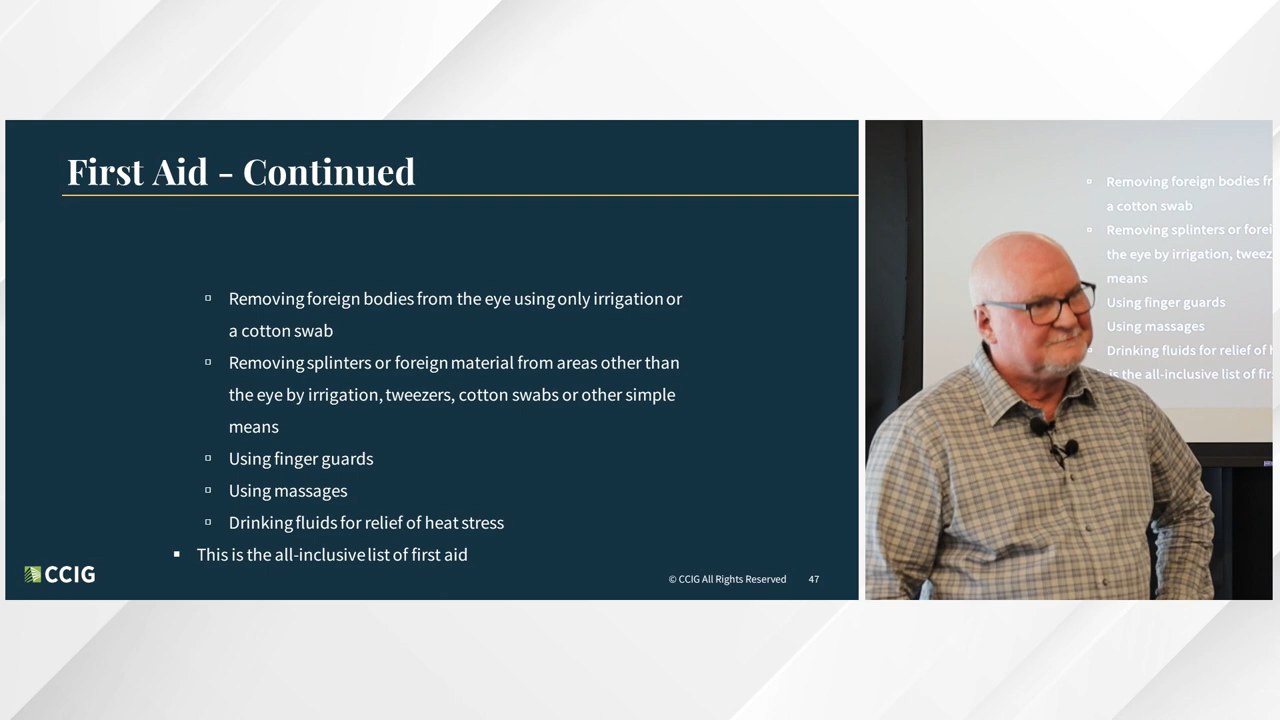 First Aid - Continued
▫ Removing foreign bodies from the eye using only irrigation or
a cotton swab
▫ Removing splinters or foreign material from areas other than
the eye by irrigation, tweezers, cotton swabs or other simple
means
▫ Using finger guards
▫ Using massages
▫ Drinking fluids for relief of heat stress
▪ This is the all-inclusive list of first aid
CCIG
© CCIG All Rights Reserved 47
▫ Removing foreign bodies
a cotton swab
▫ Removing splinters or
the eye by irrigation,
means
Using finger guards
Using massages
Drinking fluids for relief of
is the all-inclusive list of